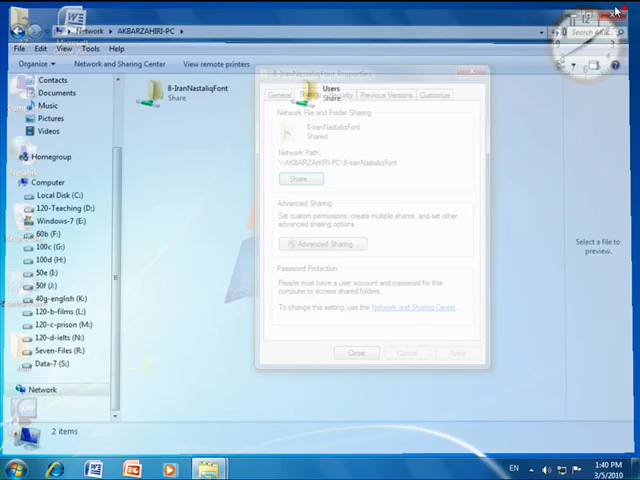 Network ▸ AKBARZAHIRI-PC ▸
File Edit View Tools Help
Organize Network and Sharing Center View remote printers
Contacts
Documents
Music
Pictures
Videos
Homegroup
Computer
Local Disk (C:)
120-Teaching (D:)
Windows-7 (E:)
60b (F:)
100c (G:)
100d (H:)
50e (I:)
50f (J:)
40g-english (K:)
120-b-films (L:)
120-c-prison (M:)
120-d-ielts (N:)
Seven-Files (R:)
Data-7 (S:)
Network
2 items
8-IranNastaliqFont
Share
Users
Share
8-IranNastaliqFont Properties
General Previous Versions Customize
Network File and Folder Sharing
8-IranNastaliqFont
Shared
Network Path:
\\AKBARZAHIRI-PC\8-IranNastaliqFont
Share...
Advanced Sharing
Set custom permissions, create multiple shares, and set other
advanced sharing options.
Advanced Sharing...
Password Protection
People must have a user account and password for this
computer to access shared folders.
To change this setting, use the Network and Sharing Center.
Close Cancel Apply
Select a file to
preview.
EN
1:40 PM
3/5/2010